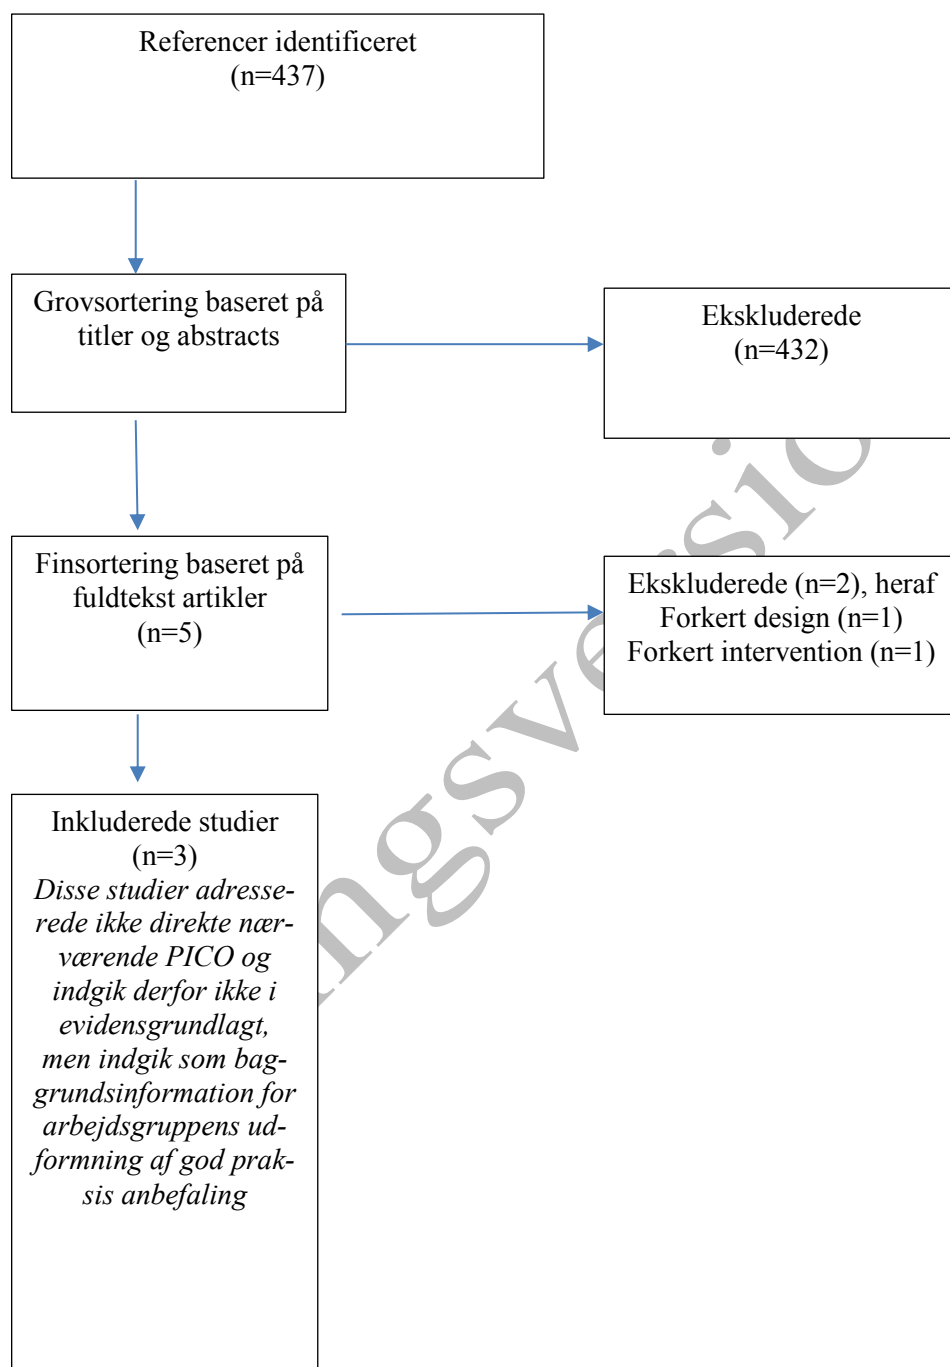 Referencer identificeret
(n=437)
Grovsortering baseret på
titler og abstracts
Ekskluderede
(n=432)
Finsortering baseret på
fuldtekst artikler
(n=5)
Ekskluderede (n=2), heraf
Forkert design (n=1)
Forkert intervention (n=1)
Inkluderede studier
(n=3)
Disse studier adresse-
rede ikke direkte nær-
værende PICO og
indgik derfor ikke i
evidensgrundlagt,
men indgik som bag-
grundsinformation for
arbejdsgruppens ud-
formning af god prak-
sis anbefaling